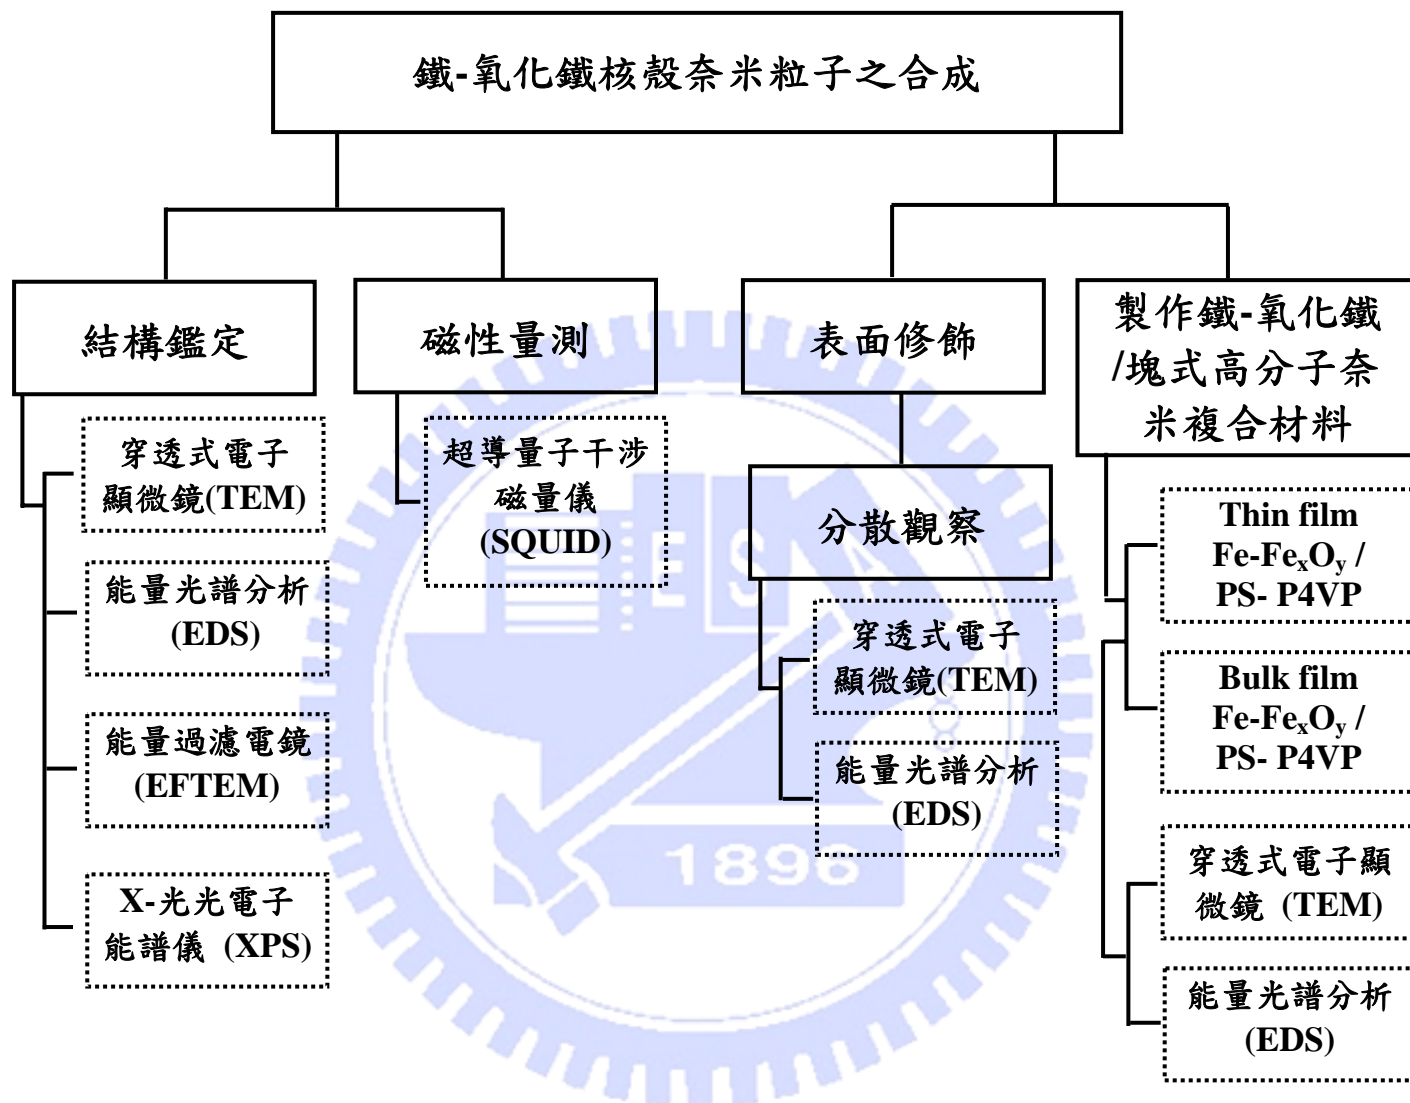 鐵-氧化鐵核殼奈米粒子之合成
結構鑑定
穿透式電子
顯微鏡(TEM)
能量光譜分析
(EDS)
能量過濾電鏡
(EFTEM)
X-光光電子
能譜儀 (XPS)
磁性量測
超導量子干涉
磁量儀
(SQUID)
表面修飾
分散觀察
穿透式電子
顯微鏡(TEM)
能量光譜分析
(EDS)
製作鐵-氧化鐵
/塊式高分子奈
米複合材料
Thin film
Fe-FexOy /
PS- P4VP
Bulk film
Fe-FexOy /
PS- P4VP
穿透式電子顯
微鏡 (TEM)
能量光譜分析
(EDS)
E S A
1896